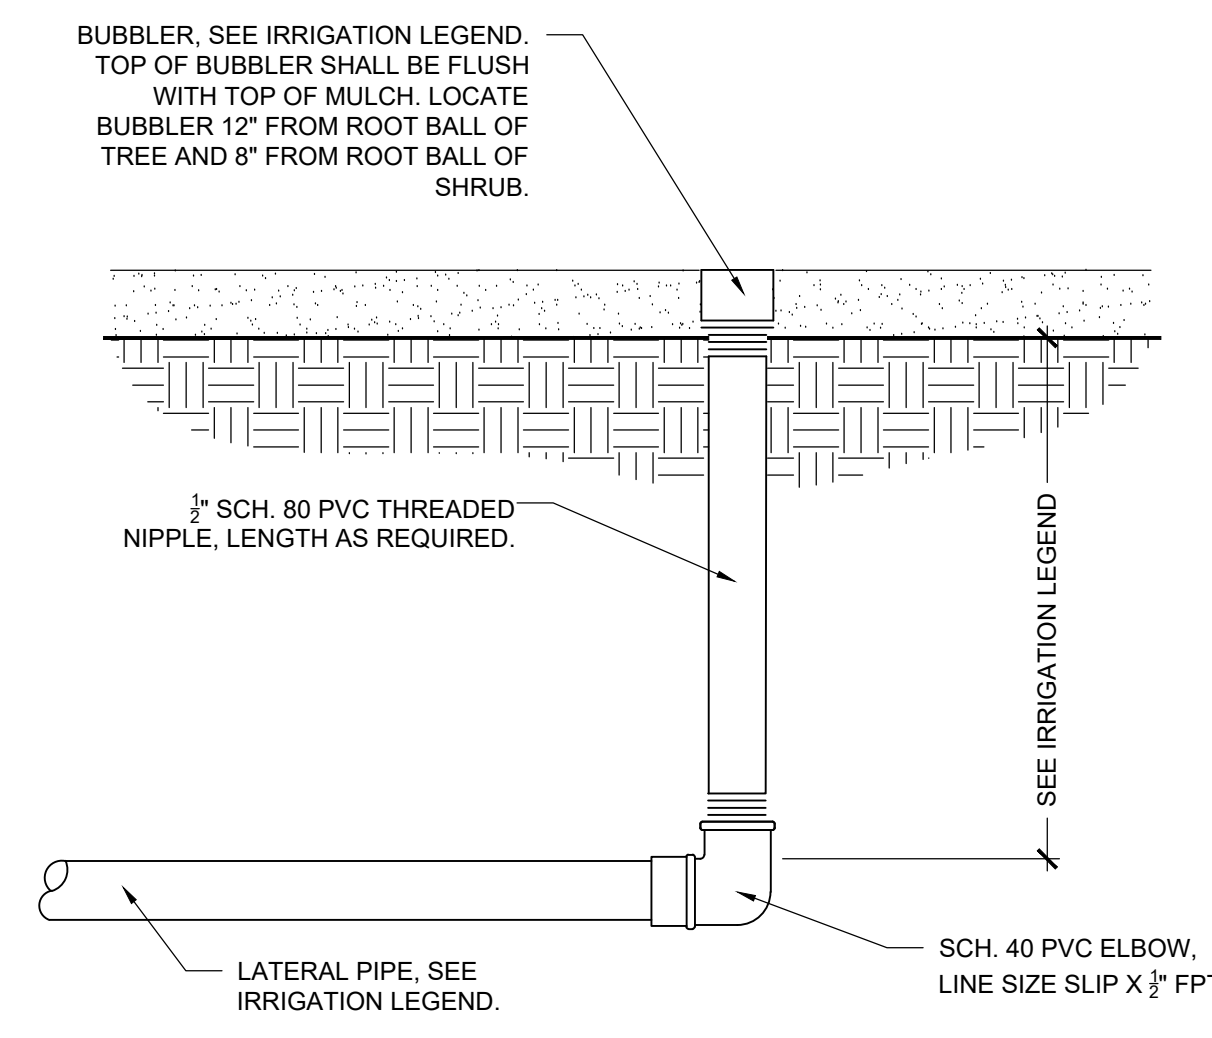 BUBBLER, SEE IRRIGATION LEGEND.
TOP OF BUBBLER SHALL BE FLUSH
WITH TOP OF MULCH. LOCATE
BUBBLER 12" FROM ROOT BALL OF
TREE AND 8" FROM ROOT BALL OF
SHRUB.
½" SCH. 80 PVC THREADED
NIPPLE, LENGTH AS REQUIRED.
SEE IRRIGATION LEGEND
SCH. 40 PVC ELBOW,
LINE SIZE SLIP X ½" FPT
LATERAL PIPE, SEE
IRRIGATION LEGEND.